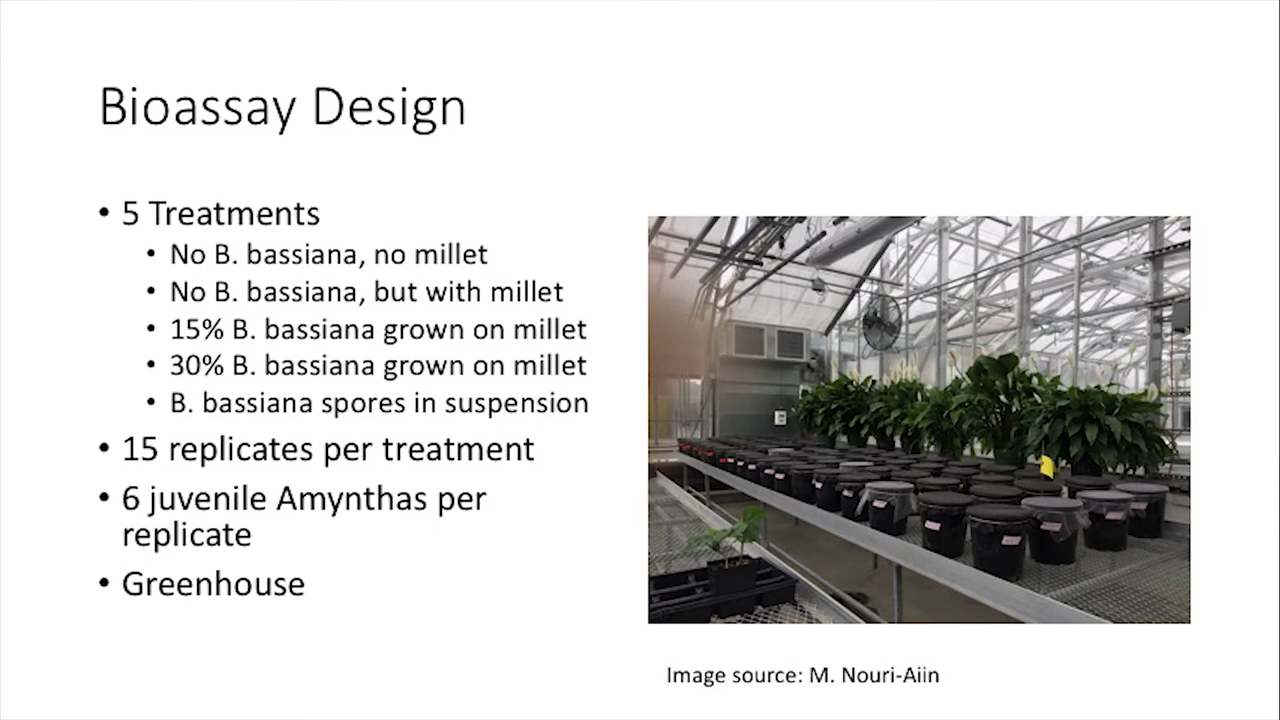 Bioassay Design
• 5 Treatments
• No B. bassiana, no millet
• No B. bassiana, but with millet
• 15% B. bassiana grown on millet
• 30% B. bassiana grown on millet
• B. bassiana spores in suspension
• 15 replicates per treatment
• 6 juvenile Amynthas per
replicate
• Greenhouse
Image source: M. Nouri-Aiin